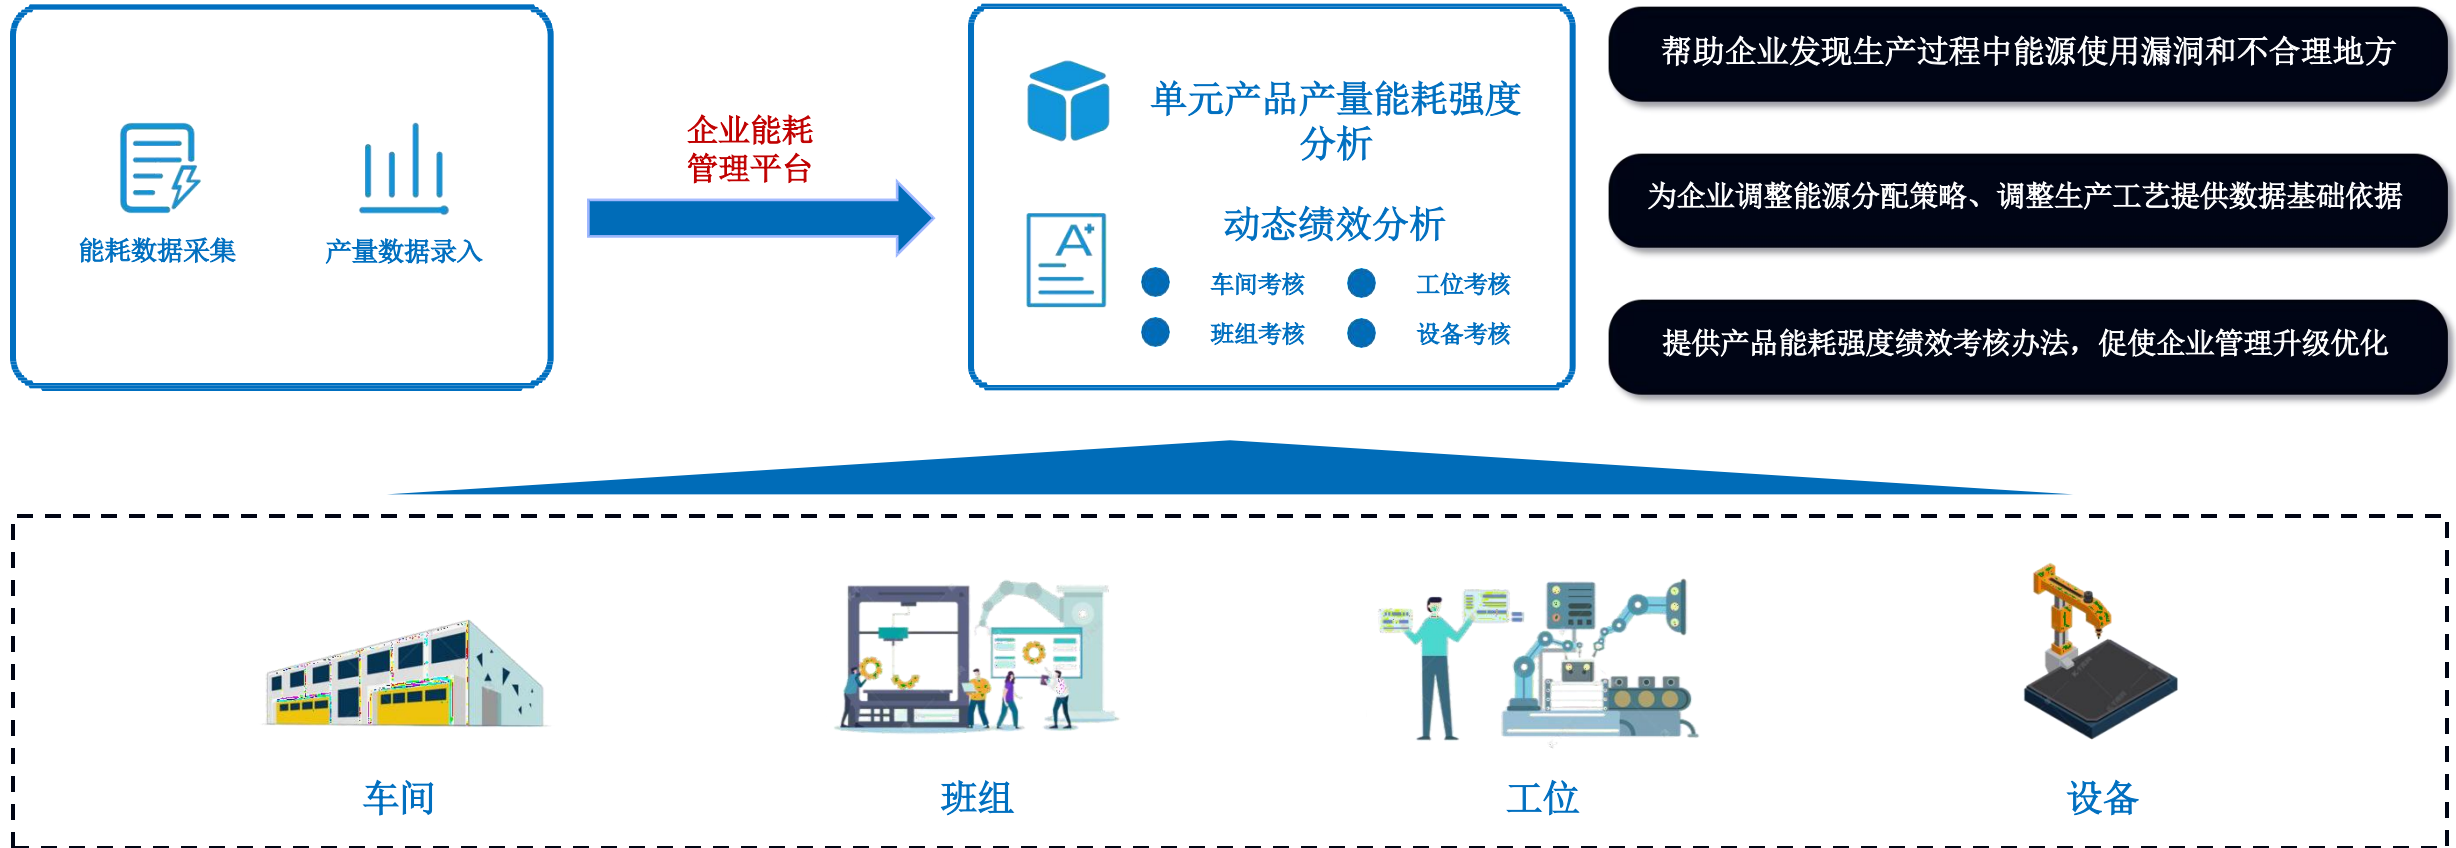 能耗数据采集
产量数据录入
企业能耗
管理平台
单元产品产量能耗强度
分析
动态绩效分析
车间考核
工位考核
班组考核
设备考核
帮助企业发现生产过程中能源使用漏洞和不合理地方
为企业调整能源分配策略、调整生产工艺提供数据基础依据
提供产品能耗强度绩效考核办法，促使企业管理升级优化
车间
班组
工位
设备